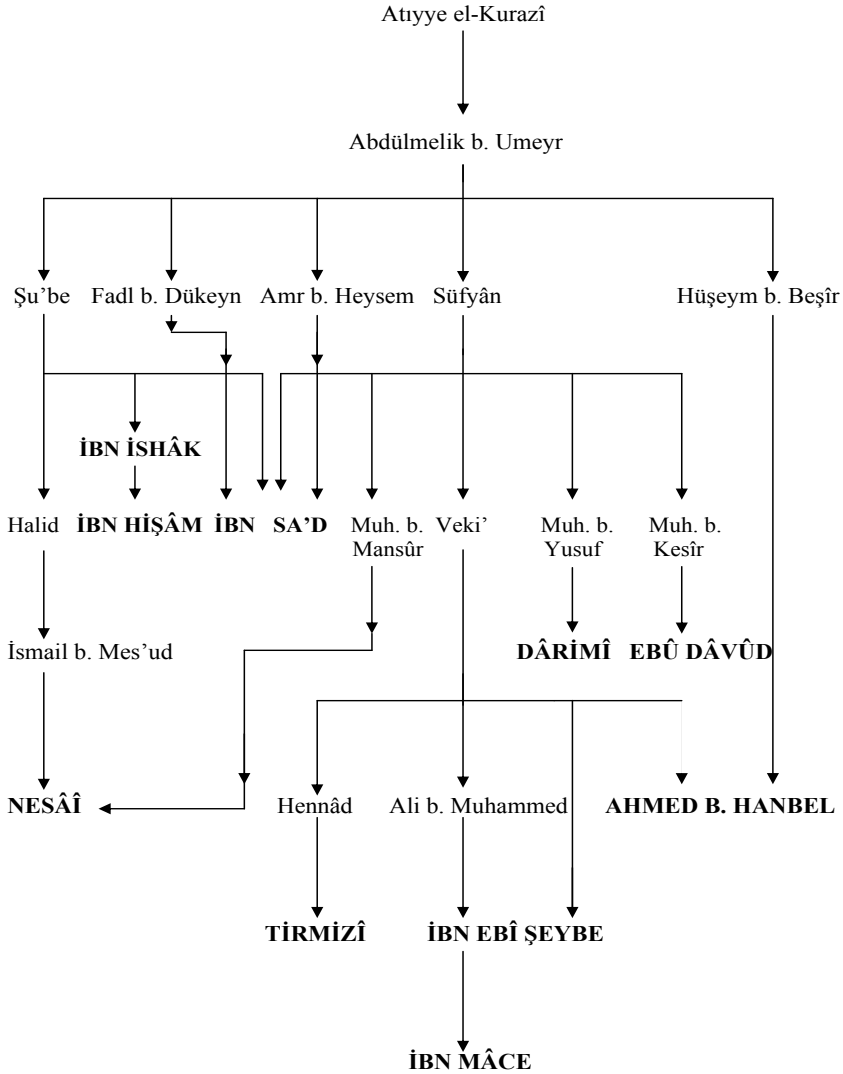 Atıyye el-Kurazî
Abdülmelik b. Umeyr
Şu’be Fadl b. Dükeyn Amr b. Heysem Süfyân Hüşeym b. Beşîr
İBN İSHÂK
Halid İBN HİŞÂM İBN SA’D Muh. b. Veki’ Muh. b. Muh. b.
Mansûr Yusuf Kesîr
İsmail b. Mes’ud DÂRİMÎ EBÛ DÂVÛD
NESÂÎ Hennâd Ali b. Muhammed AHMED B. HANBEL
TİRMİZÎ İBN EBÎ ŞEYBE
İBN MÂCE